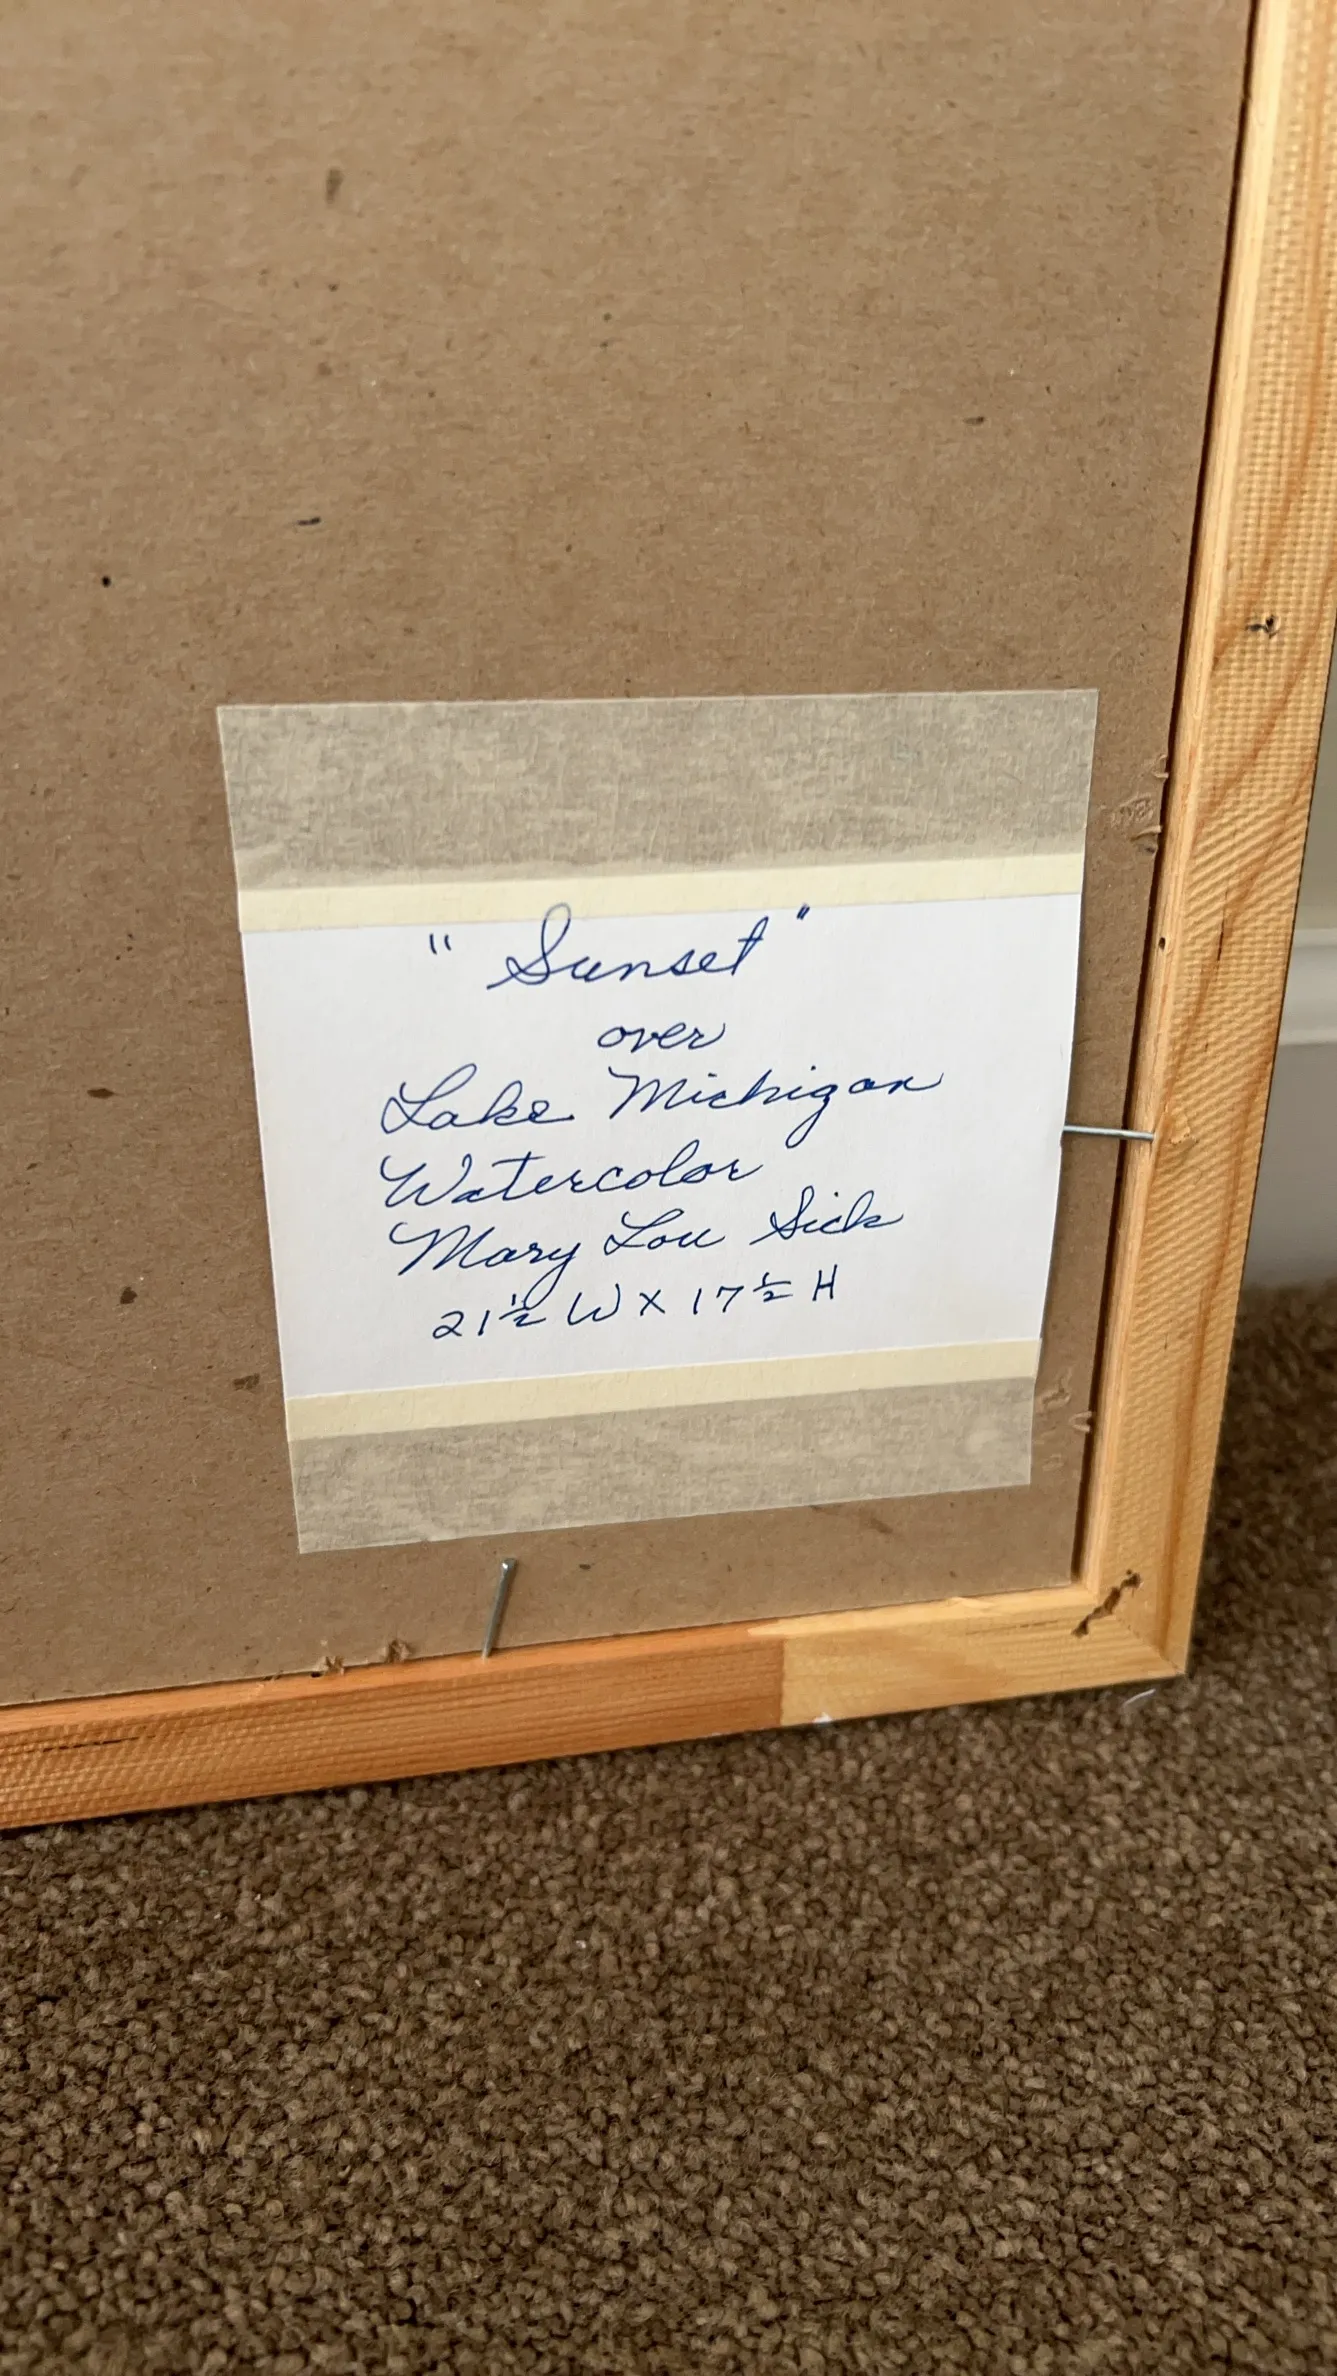 "Sunset"
over
Lake Michigan
Watercolor
Mary Lou Sick
21½ W x 17½ H